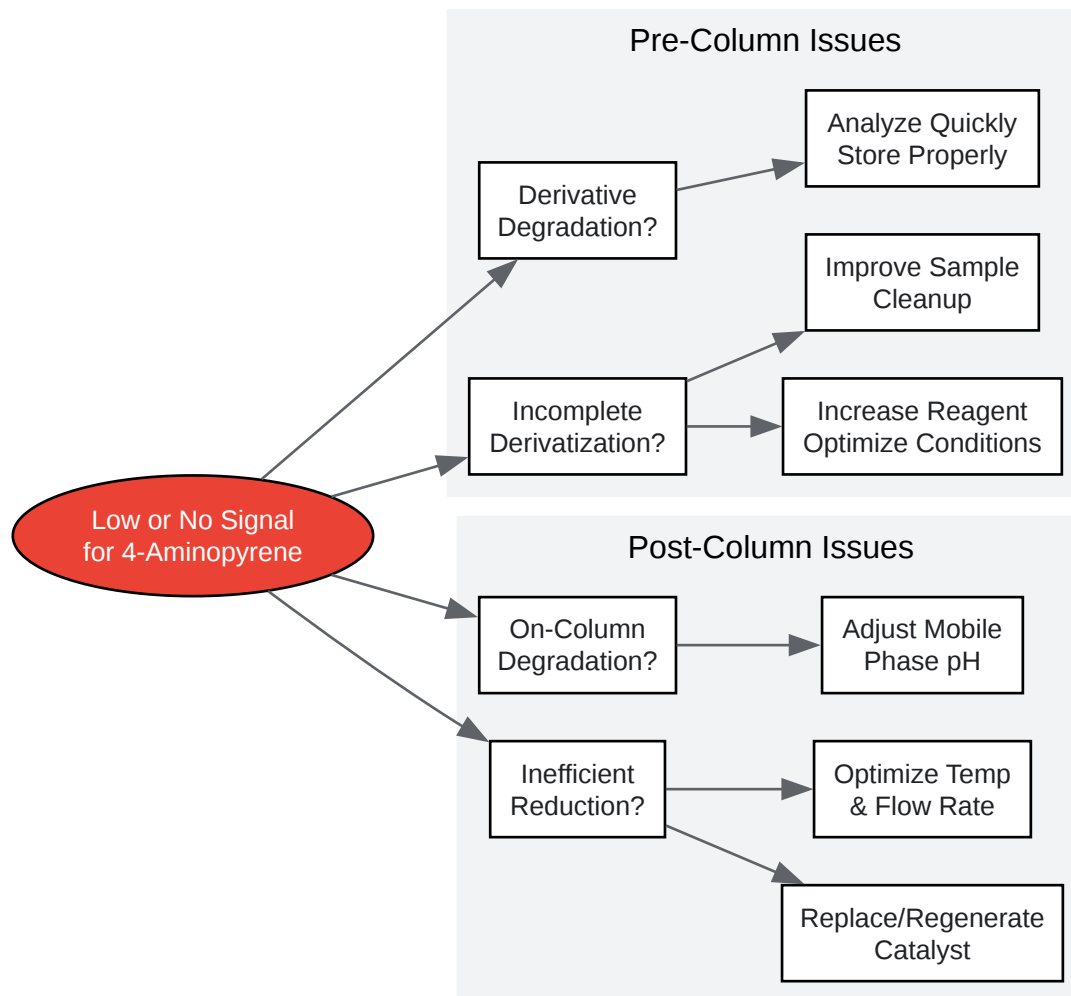 Pre-Column Issues
Analyze Quickly
Store Properly
Derivative
Degradation?
Improve Sample
Cleanup
Incomplete
Derivatization?
Increase Reagent
Optimize Conditions
Low or No Signal
for 4-Aminopyrene
Post-Column Issues
On-Column
Degradation?
Adjust Mobile
Phase pH
Inefficient
Reduction?
Optimize Temp
& Flow Rate
Replace/Regenerate
Catalyst